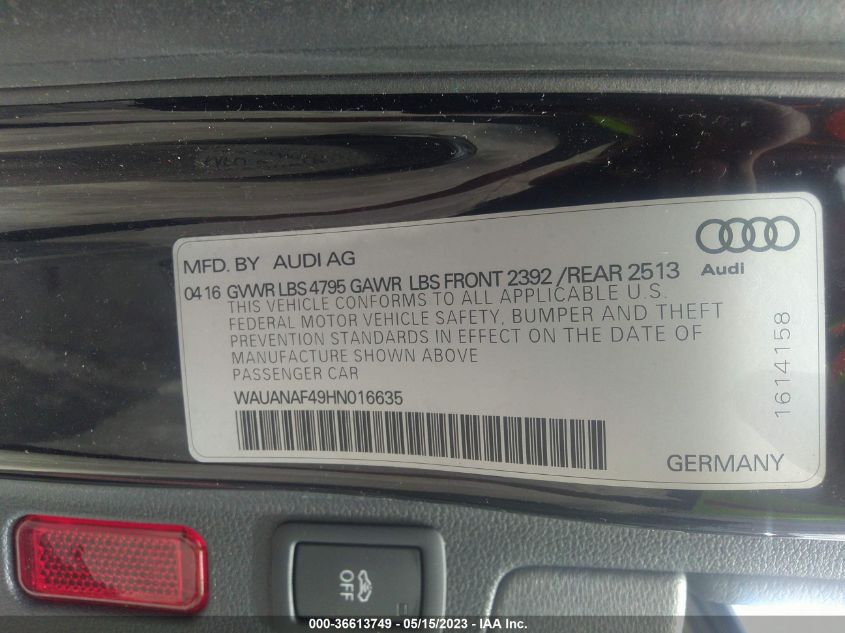 MFD. BY AUDI AG
Audi
04 16 GVWR LBS 4795 GAWR LBS FRONT 2392 /REAR 2513
THIS VEHICLE CONFORMS TO ALL APPLICABLE U.S.
FEDERAL MOTOR VEHICLE SAFETY, BUMPER AND THEFT
PREVENTION STANDARDS IN EFFECT ON THE DATE OF
MANUFACTURE SHOWN ABOVE
PASSENGER CAR
WAUANAF49HN016635
1614158
GERMANY
OFF
000-36613749 - 05/15/2023 - IAA Inc.